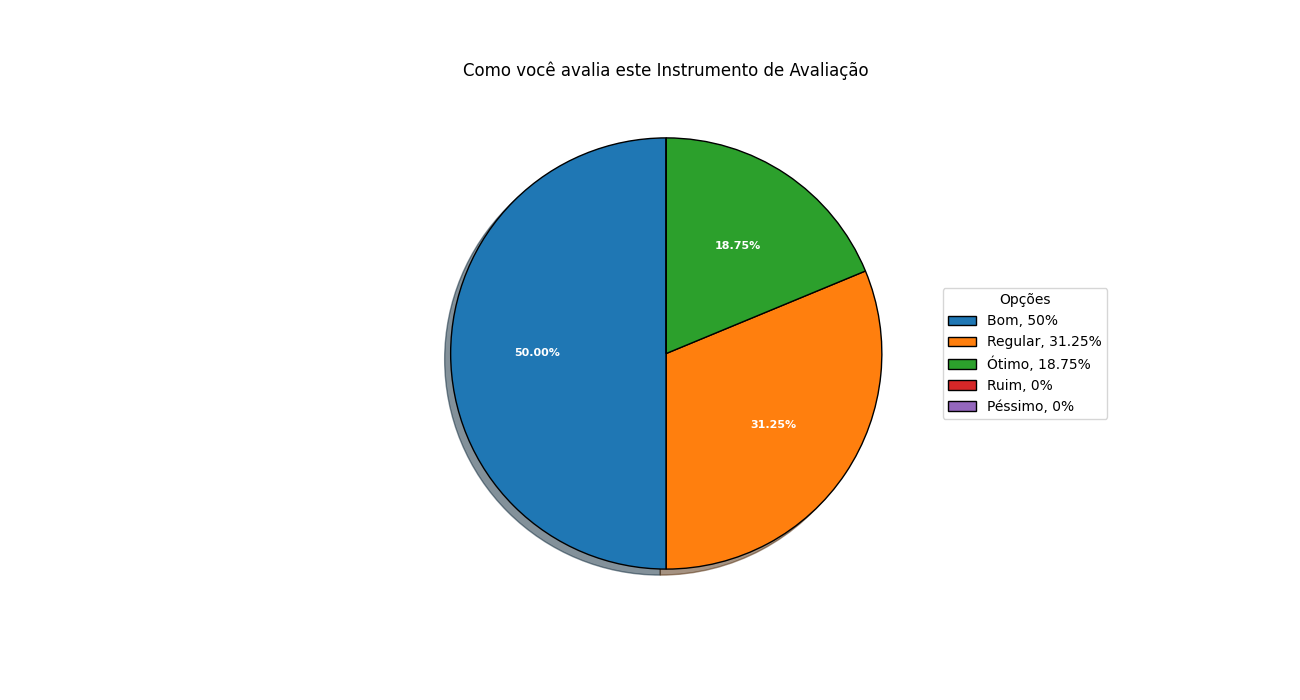 Como você avalia este Instrumento de Avaliação
18.75%
50.00%
31.25%
Opções
Bom, 50%
Regular, 31.25%
Ótimo, 18.75%
Ruim, 0%
Péssimo, 0%